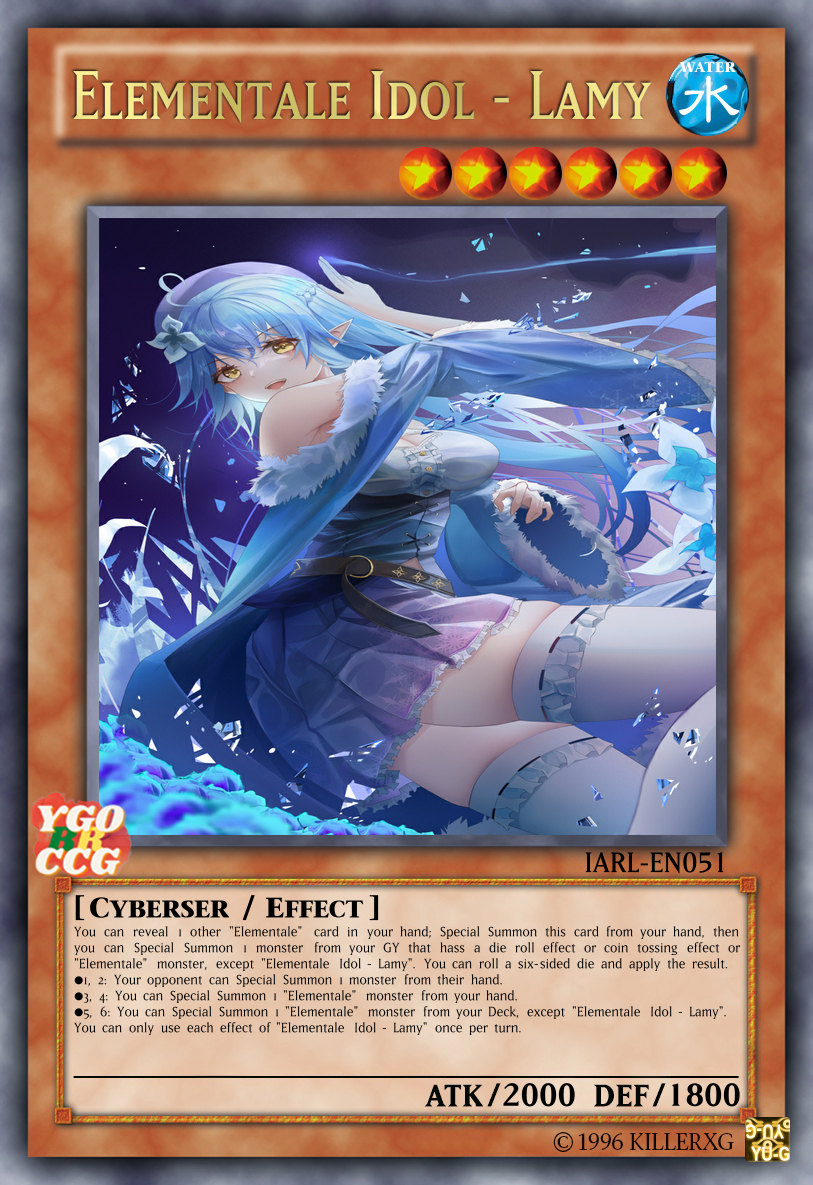 Elementale Idol - Lamy
WATER
水
YGO
RR
CCG
IARL-EN051
[ Cyberser / Effect ]
You can reveal 1 other "Elementale" card in your hand; Special Summon this card from your hand, then
you can Special Summon 1 monster from your GY that hass a die roll effect or coin tossing effect or
"Elementale" monster, except "Elementale Idol - Lamy". You can roll a six-sided die and apply the result.
●1, 2: Your opponent can Special Summon 1 monster from their hand.
●3, 4: You can Special Summon 1 "Elementale" monster from your hand.
●5, 6: You can Special Summon 1 "Elementale" monster from your Deck, except "Elementale Idol - Lamy".
You can only use each effect of "Elementale Idol - Lamy" once per turn.
ATK/2000 DEF/1800
© 1996 KILLERXG